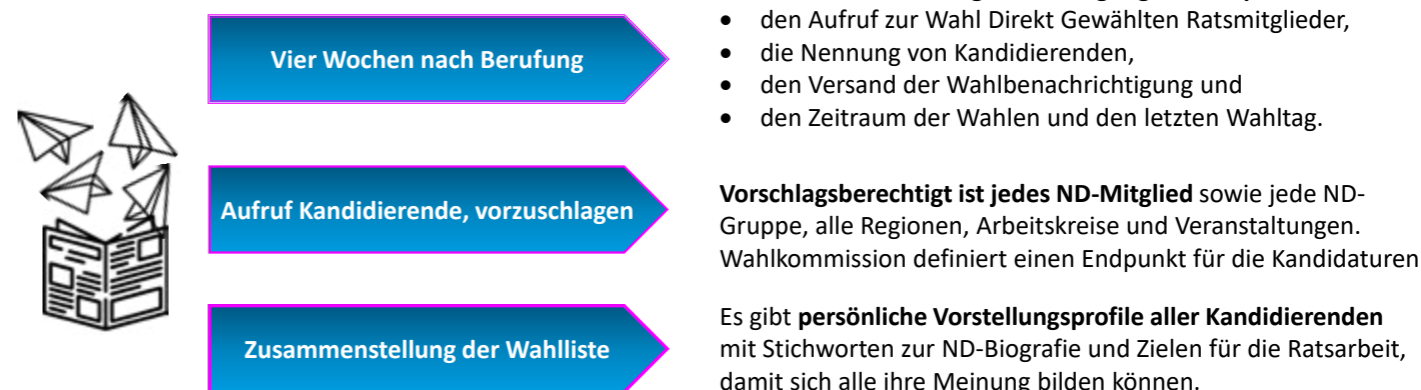 Vier Wochen nach Berufung
• den Aufruf zur Wahl Direkt Gewählten Ratsmitglieder,
• die Nennung von Kandidierenden,
• den Versand der Wahlbenachrichtigung und
• den Zeitraum der Wahlen und den letzten Wahltag.
Aufruf Kandidierende, vorzuschlagen
Vorschlagsberechtigt ist jedes ND-Mitglied sowie jede ND-
Gruppe, alle Regionen, Arbeitskreise und Veranstaltungen.
Wahlkommission definiert einen Endpunkt für die Kandidaturen
Zusammenstellung der Wahlliste
Es gibt persönliche Vorstellungsprofile aller Kandidierenden
mit Stichworten zur ND-Biografie und Zielen für die Ratsarbeit,
damit sich alle ihre Meinung bilden können.